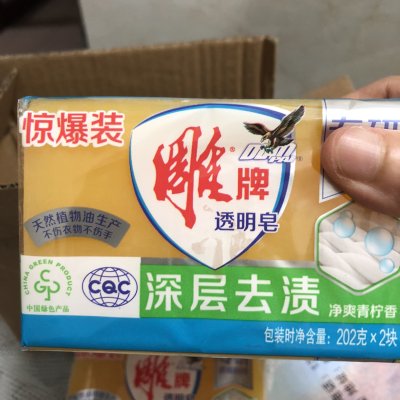 惊爆装
雕®牌
透明皂
天然植物油生产
不伤衣物不伤手
CHINA GREEN PRODUCT
中国绿色产品
CQC
深层去渍
净爽青柠香
包装时净含量：202克×2块
雕
牌